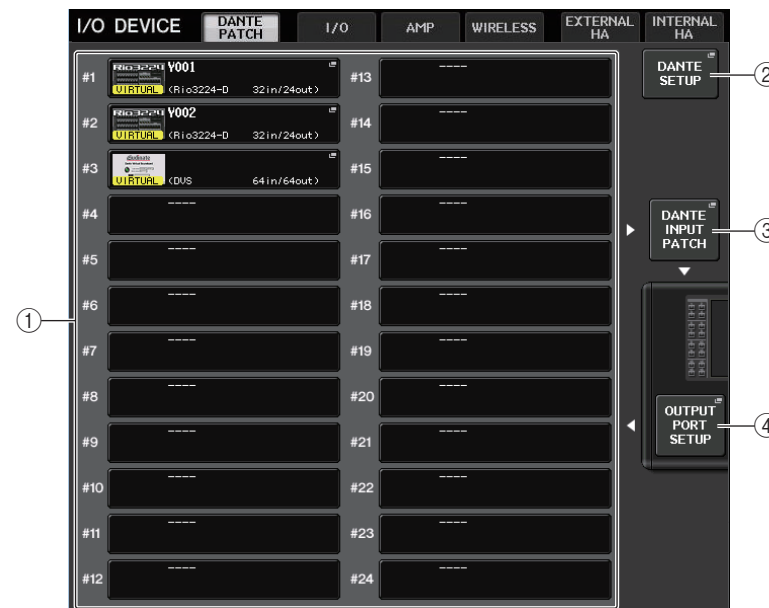 I/O DEVICE
DANTE PATCH
I/O
AMP
WIRELESS
EXTERNAL HA
INTERNAL HA
#1 Rio3224 Y001
VIRTUAL (Rio3224-D 32in/24out)
#2 Rio3224 Y002
VIRTUAL (Rio3224-D 32in/24out)
#3 Audinate
VIRTUAL (DVS 64in/64out)
#4 ----
#5 ----
#6 ----
#7 ----
#8 ----
#9 ----
#10 ----
#11 ----
#12 ----
#13 ----
#14 ----
#15 ----
#16 ----
#17 ----
#18 ----
#19 ----
#20 ----
#21 ----
#22 ----
#23 ----
#24 ----
DANTE SETUP
DANTE INPUT PATCH
OUTPUT PORT SETUP
①
②
③
④